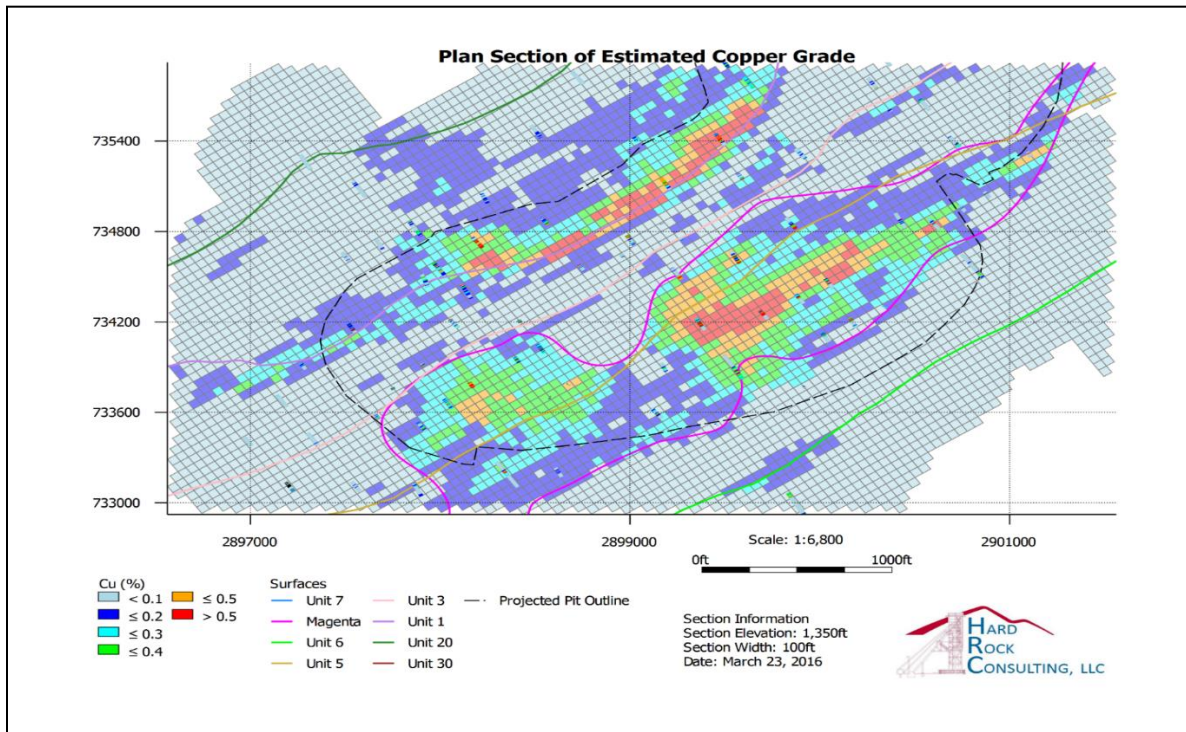 Plan Section of Estimated Copper Grade
735400
734800
734200
733600
733000
2897000
2899000
2901000
Scale: 1:6,800
0ft
1000ft
Cu (%)
< 0.1
≤ 0.5
≤ 0.2
> 0.5
≤ 0.3
≤ 0.4
Surfaces
Unit 7
Unit 3
Projected Pit Outline
Magenta
Unit 1
Unit 6
Unit 20
Unit 5
Unit 30
Section Information
Section Elevation: 1,350ft
Section Width: 100ft
Date: March 23, 2016
HARD
ROCK
CONSULTING, LLC